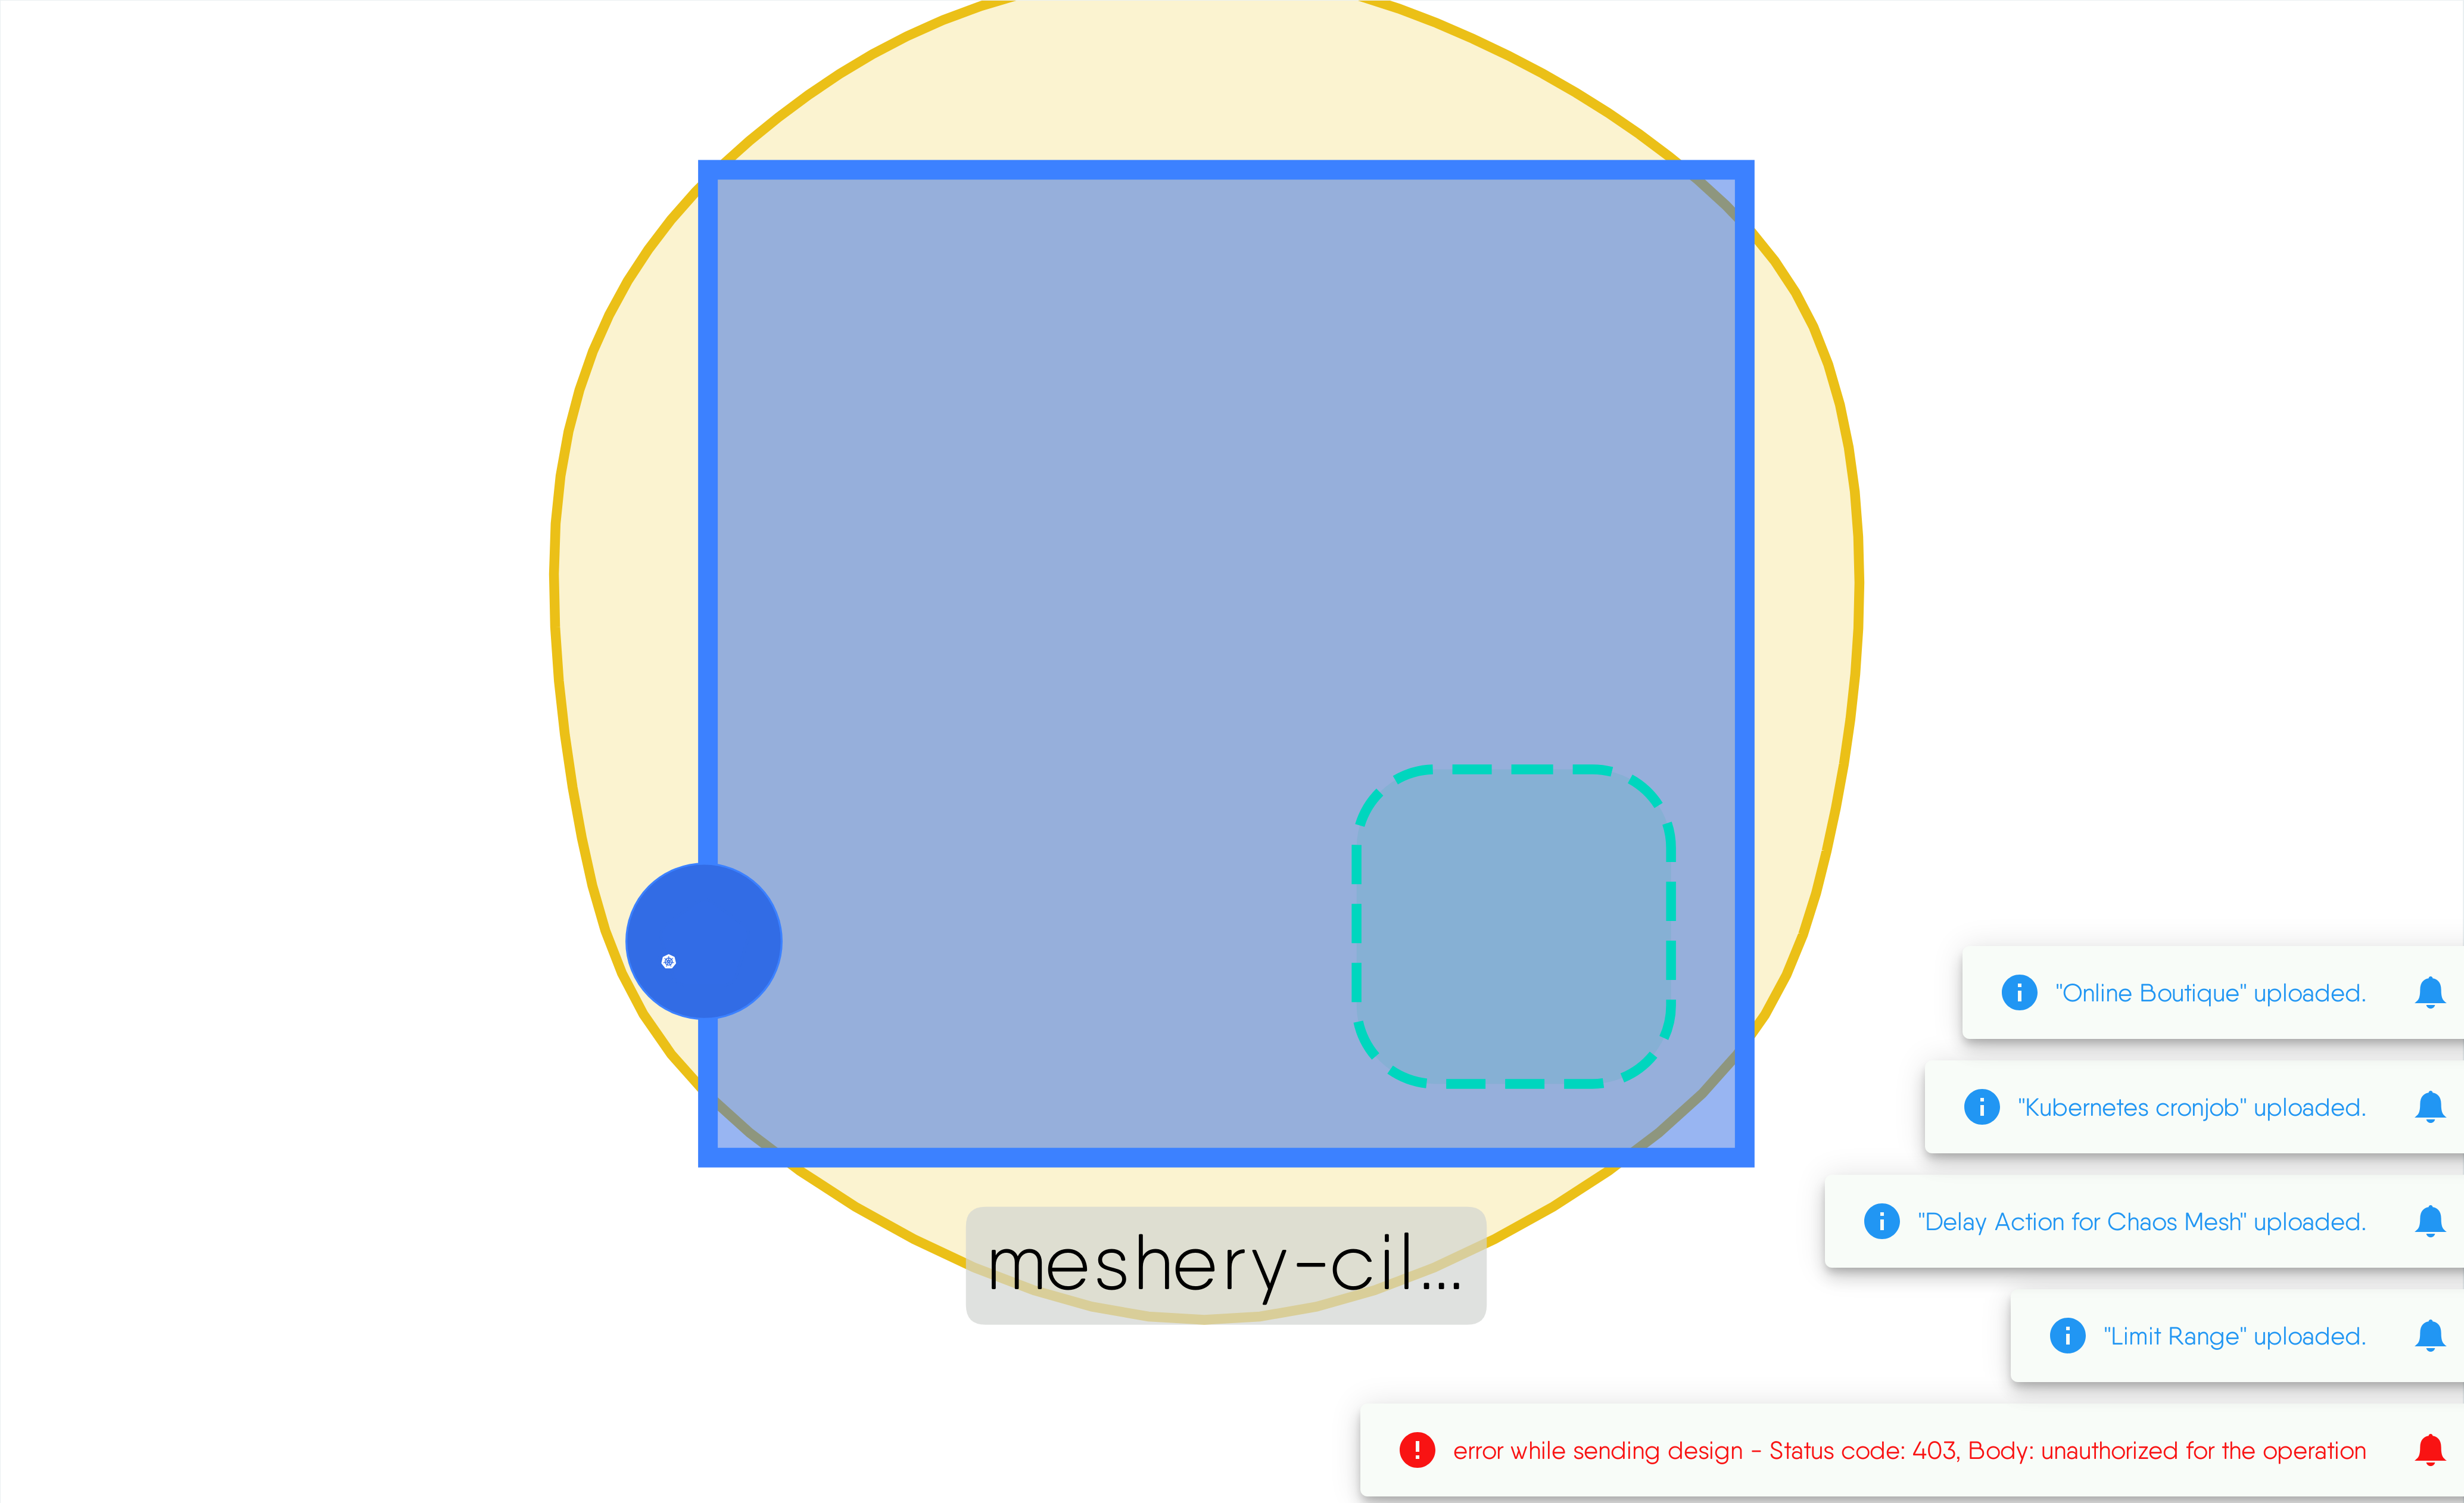 "Online Boutique" uploaded.
"Kubernetes cronjob" uploaded.
"Delay Action for Chaos Mesh" uploaded.
meshery-cil...
"Limit Range" uploaded.
error while sending design - Status code: 403, Body: unauthorized for the operation